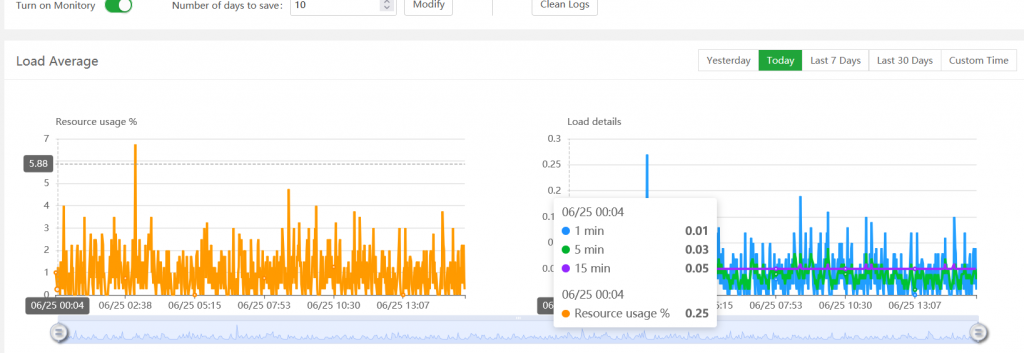 Turn on Monitory
Number of days to save:
10
Modify
Clean Logs
Load Average
Yesterday
Today
Last 7 Days
Last 30 Days
Custom Time
Resource usage %
7
6
5.88
5
4
3
2
1
0
06/25 00:04
06/25 02:38
06/25 05:15
06/25 07:53
06/25 10:30
06/25 13:07
Load details
0.3
0.25
0.2
06/25 00:04
1 min 0.01
5 min 0.03
15 min 0.05
06/25 00:04
Resource usage % 0.25
5:15
06/25 07:53
06/25 10:30
06/25 13:07